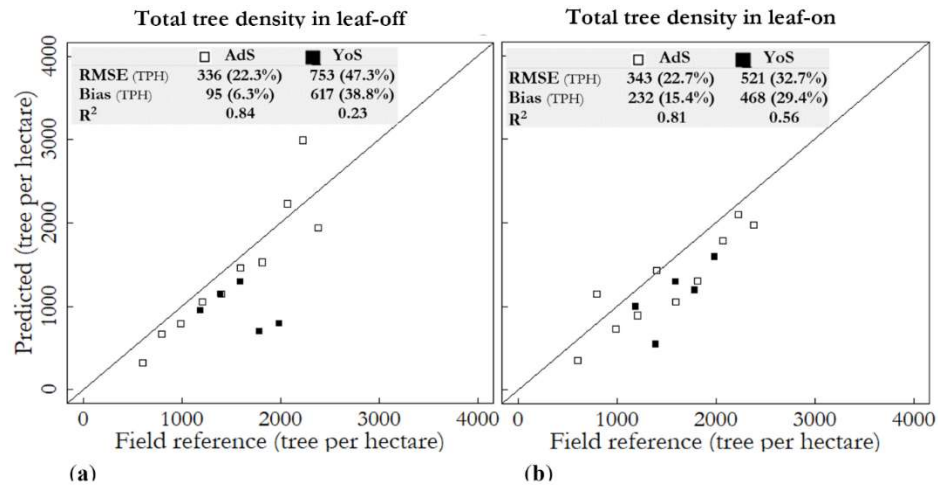 Total tree density in leaf-off
Total tree density in leaf-on
AdS YoS
RMSE (TPH) 336 (22.3%) 753 (47.3%)
Bias (TPH) 95 (6.3%) 617 (38.8%)
R² 0.84 0.23
AdS YoS
RMSE (TPH) 343 (22.7%) 521 (32.7%)
Bias (TPH) 232 (15.4%) 468 (29.4%)
R² 0.81 0.56
Predicted (tree per hectare)
4000
3000
2000
1000
0
0 1000 2000 3000 4000
0 1000 2000 3000 4000
Field reference (tree per hectare)
Field reference (tree per hectare)
(a)
(b)